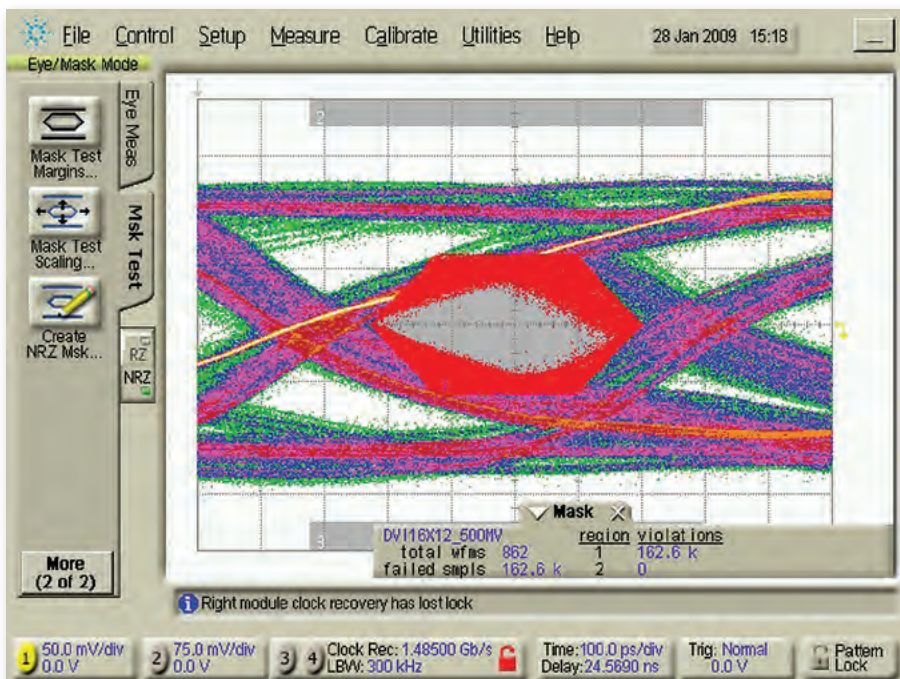 File Control Setup Measure Calibrate Utilities Help 28 Jan 2009 15:18
Eye/Mask Mode
Eye Meas
Mask Test
Margins...
Msk Test
Mask Test
Scaling...
Create
NRZ Msk...
RZ
NRZ
2
1
Mask X
3
DVI16X12_500MV region violations
total wfms 862 1 162.6 k
failed smpls 162.6 k 2 0
More
(2 of 2)
Right module clock recovery has lost lock
1 50.0 mV/div 0.0 V
2 75.0 mV/div 0.0 V
3 4 Clock Rec: 1.48500 Gb/s LBW: 300 kHz
Time:100.0 ps/div Delay:24.5690 ns
Trig: Normal 0.0 V
Pattern Lock